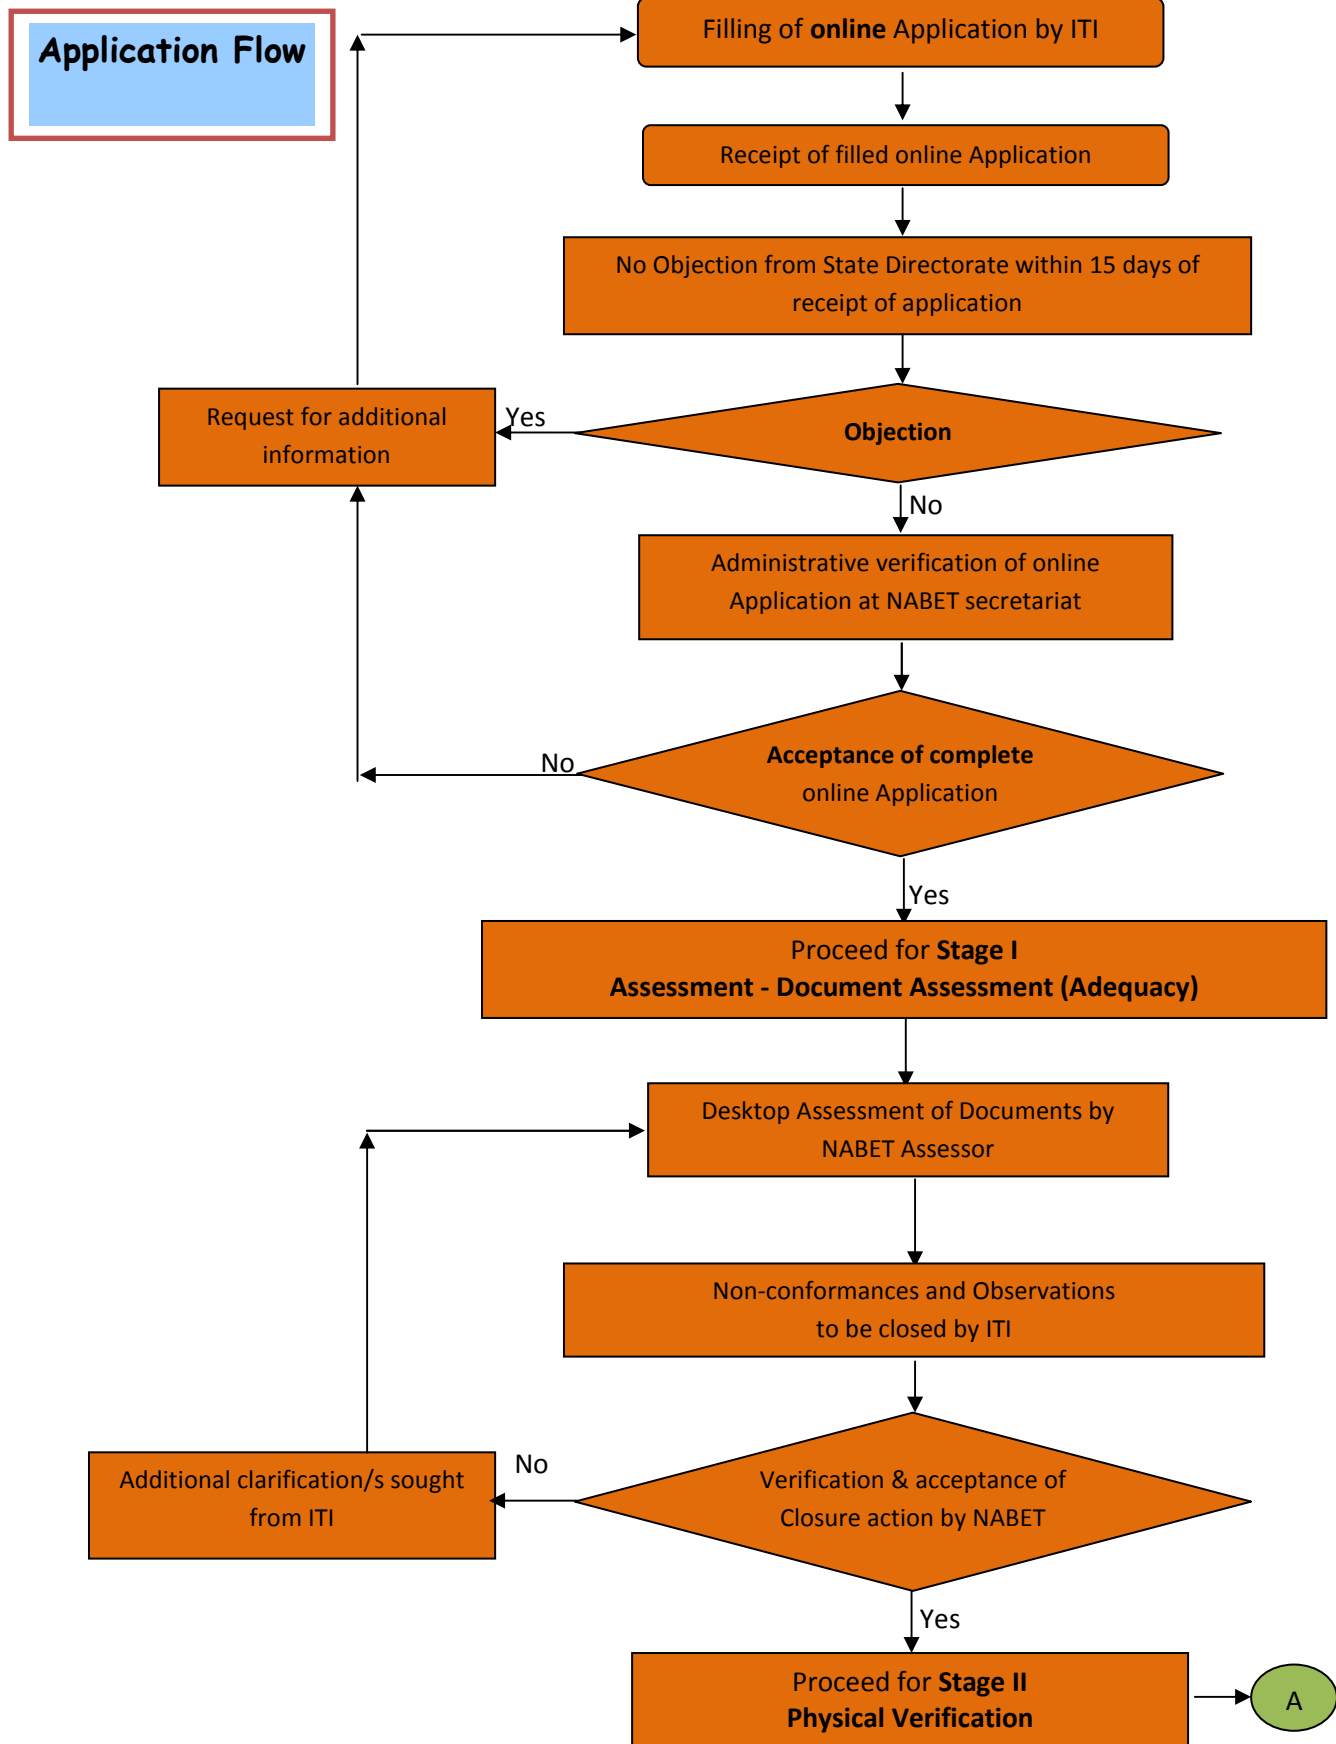 Application Flow
Filling of online Application by ITI
Receipt of filled online Application
No Objection from State Directorate within 15 days of
receipt of application
Request for additional
information
Yes
Objection
No
Administrative verification of online
Application at NABET secretariat
No
Acceptance of complete
online Application
Yes
Proceed for Stage I
Assessment - Document Assessment (Adequacy)
Desktop Assessment of Documents by
NABET Assessor
Non-conformances and Observations
to be closed by ITI
Additional clarification/s sought
from ITI
No
Verification & acceptance of
Closure action by NABET
Yes
Proceed for Stage II
Physical Verification
A